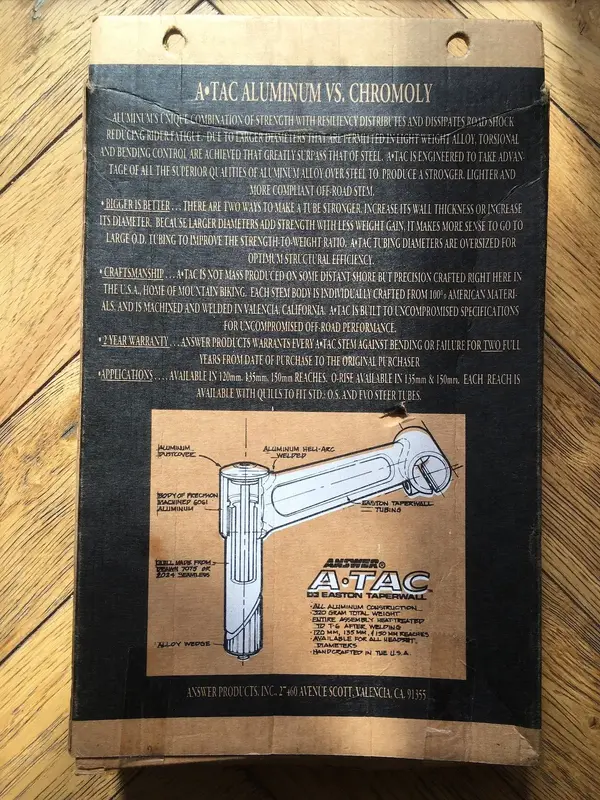 A•TAC ALUMINUM VS. CHROMOLY
ALUMINUM'S UNIQUE COMBINATION OF STRENGTH WITH RESILIENCY DISTRIBUTES AND DISSIPATES ROAD SHOCK
REDUCING RIDER FATIGUE. DUE TO LARGER DIAMETERS THAT ARE PERMITTED IN LIGHT WEIGHT ALLOY, TORSIONAL
AND BENDING CONTROL ARE ACHIEVED THAT GREATLY SURPASS THAT OF STEEL. A•TAC IS ENGINEERED TO TAKE ADVAN-
TAGE OF ALL THE SUPERIOR QUALITIES OF ALUMINUM ALLOY OVER STEEL TO PRODUCE A STRONGER, LIGHTER AND
MORE COMPLIANT OFF-ROAD STEM.
• BIGGER IS BETTER . . . THERE ARE TWO WAYS TO MAKE A TUBE STRONGER, INCREASE ITS WALL THICKNESS OR INCREASE
ITS DIAMETER. BECAUSE LARGER DIAMETERS ADD STRENGTH WITH LESS WEIGHT GAIN, IT MAKES MORE SENSE TO GO TO
LARGE O.D. TUBING TO IMPROVE THE STRENGTH-TO-WEIGHT RATIO. A•TAC TUBING DIAMETERS ARE OVERSIZED FOR
OPTIMUM STRUCTURAL EFFICIENCY.
• CRAFTSMANSHIP . . . A•TAC IS NOT MASS PRODUCED ON SOME DISTANT SHORE BUT PRECISION CRAFTED RIGHT HERE IN
THE U.S.A., HOME OF MOUNTAIN BIKING. EACH STEM BODY IS INDIVIDUALLY CRAFTED FROM 100% AMERICAN MATERI-
ALS, AND IS MACHINED AND WELDED IN VALENCIA, CALIFORNIA. A•TAC IS BUILT TO UNCOMPROMISED SPECIFICATIONS
FOR UNCOMPROMISED OFF-ROAD PERFORMANCE.
• 2 YEAR WARRANTY . . . ANSWER PRODUCTS WARRANTS EVERY A•TAC STEM AGAINST BENDING OR FAILURE FOR TWO FULL
YEARS FROM DATE OF PURCHASE TO THE ORIGINAL PURCHASER
•APPLICATIONS . . . . AVAILABLE IN 120mm, 135mm, 150mm REACHES. O-RISE AVAILABLE IN 135mm & 150mm. EACH REACH IS
AVAILABLE WITH QUILLS TO FIT STD.: O.S. AND EVO STEER TUBES.
ALUMINUM
DUSTCOVER
ALUMINUM HELI-ARC
WELDED
BODY OF PRECISION
MACHINED 6061
ALUMINUM
EASTON TAPERWALL
TUBING
QUILL MADE FROM
DRAWN 7075 OR
2024 SEAMLESS
ALLOY WEDGE
ANSWER®
A•TAC™
EASTON TAPERWALL
• ALL ALUMINUM CONSTRUCTION
• 320 GRAM TOTAL WEIGHT
• ENTIRE ASSEMBLY HEAT TREATED
TO T-6 AFTER WELDING
• 120 MM, 135 MM, & 150 MM REACHES
• AVAILABLE FOR ALL HEADSET
DIAMETERS
• HANDCRAFTED IN THE U.S.A.
ANSWER PRODUCTS, INC. 27460 AVENUE SCOTT, VALENCIA, CA. 91355